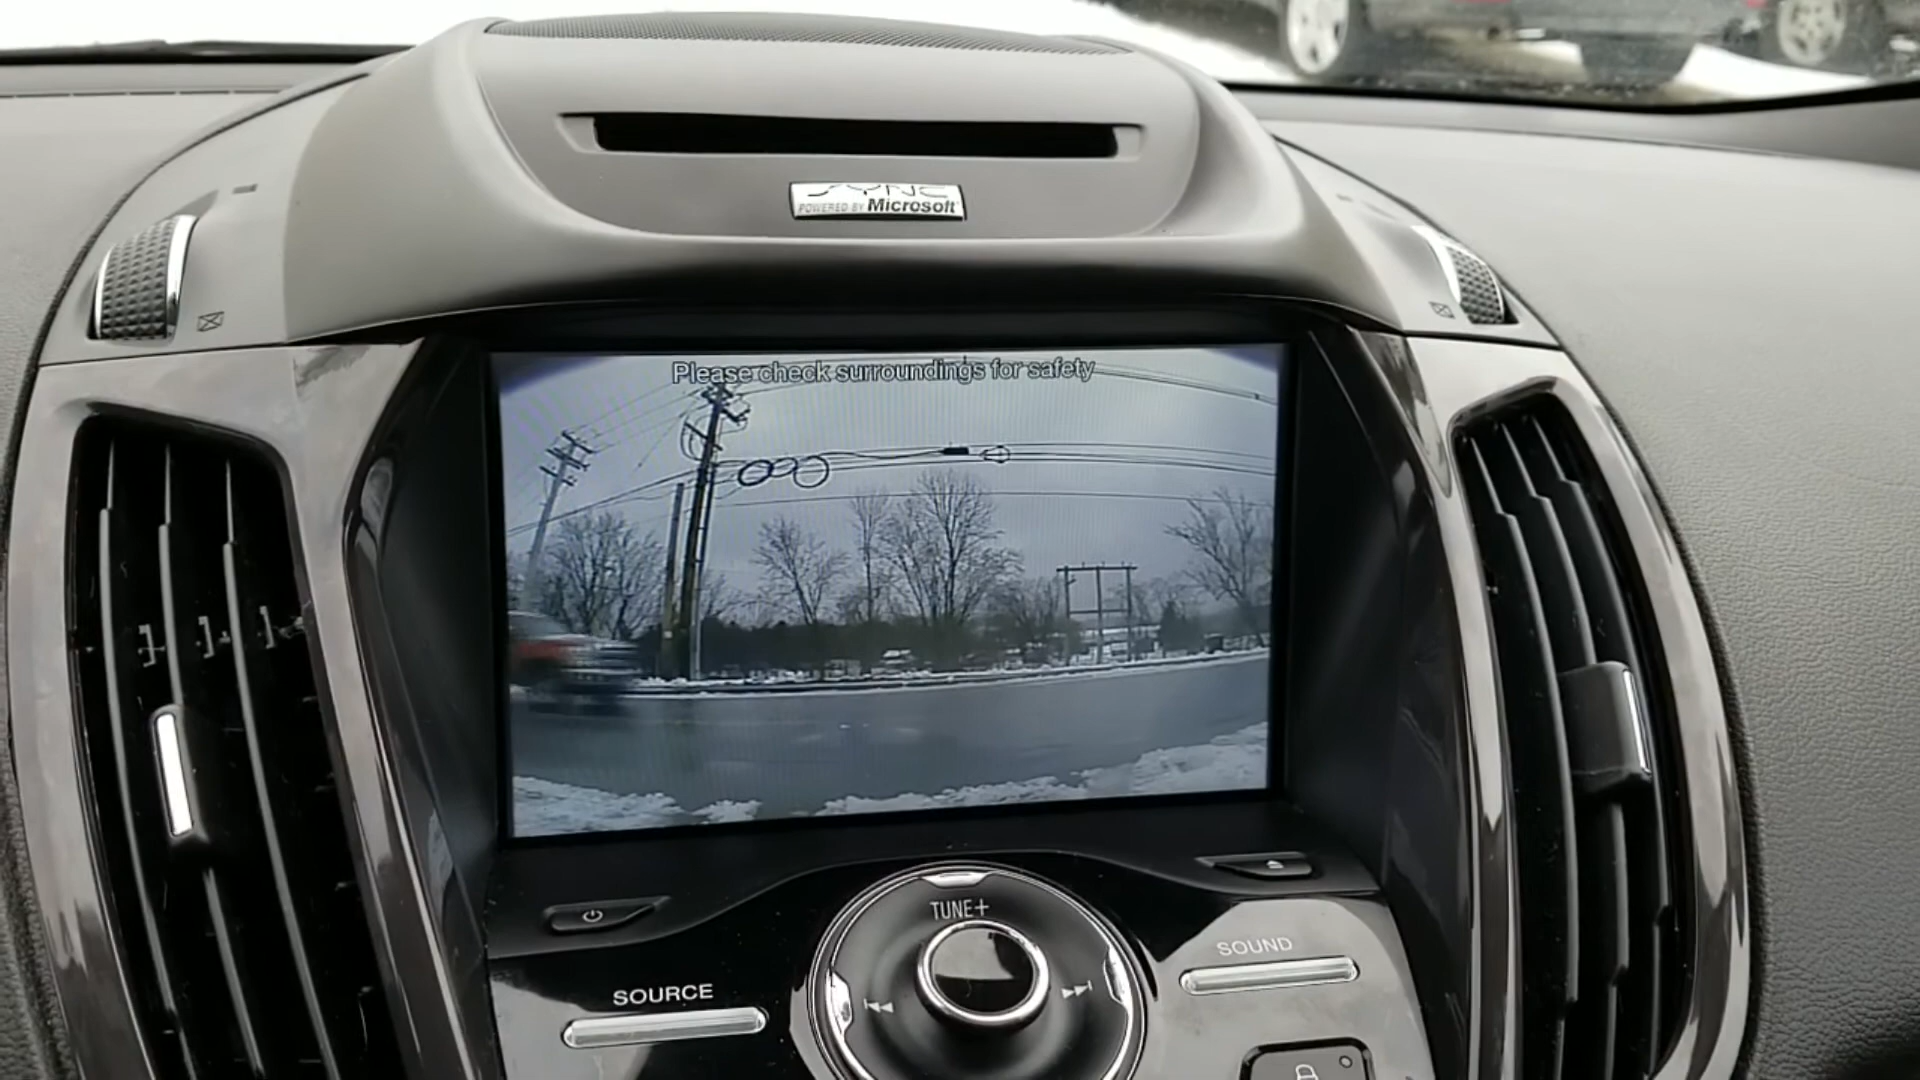 SYNC
POWERED BY Microsoft
Please check surroundings for safety
TUNE+
SOUND
SOURCE